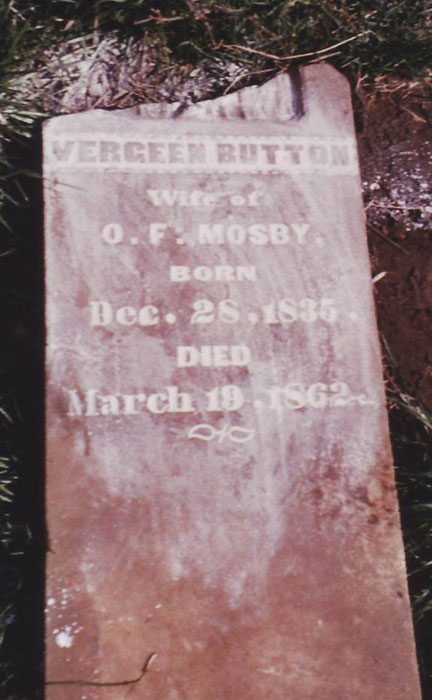 VERGEEN BUTTON
Wife of
O. F. MOSBY.
BORN
Dec. 28. 1835.
DIED
March 19. 1862